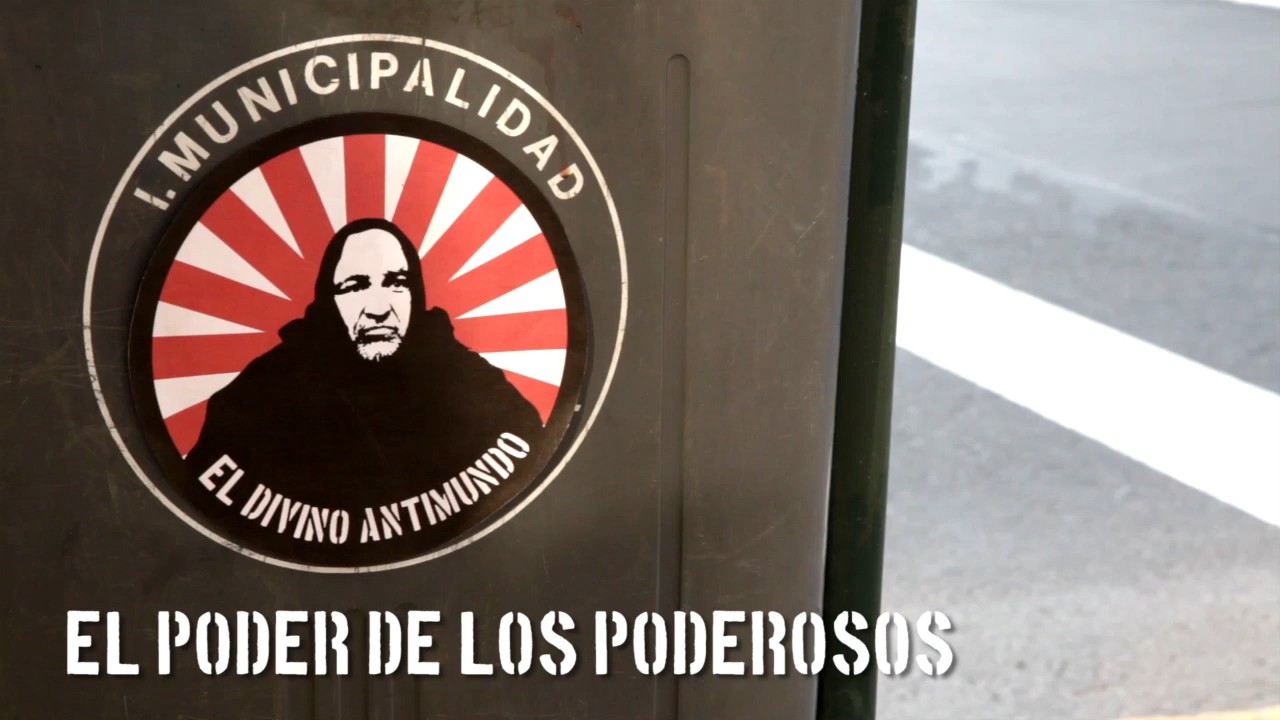 I. MUNICIPALIDAD
EL DIVINO ANTIMUNDO
EL PODER DE LOS PODEROSOS